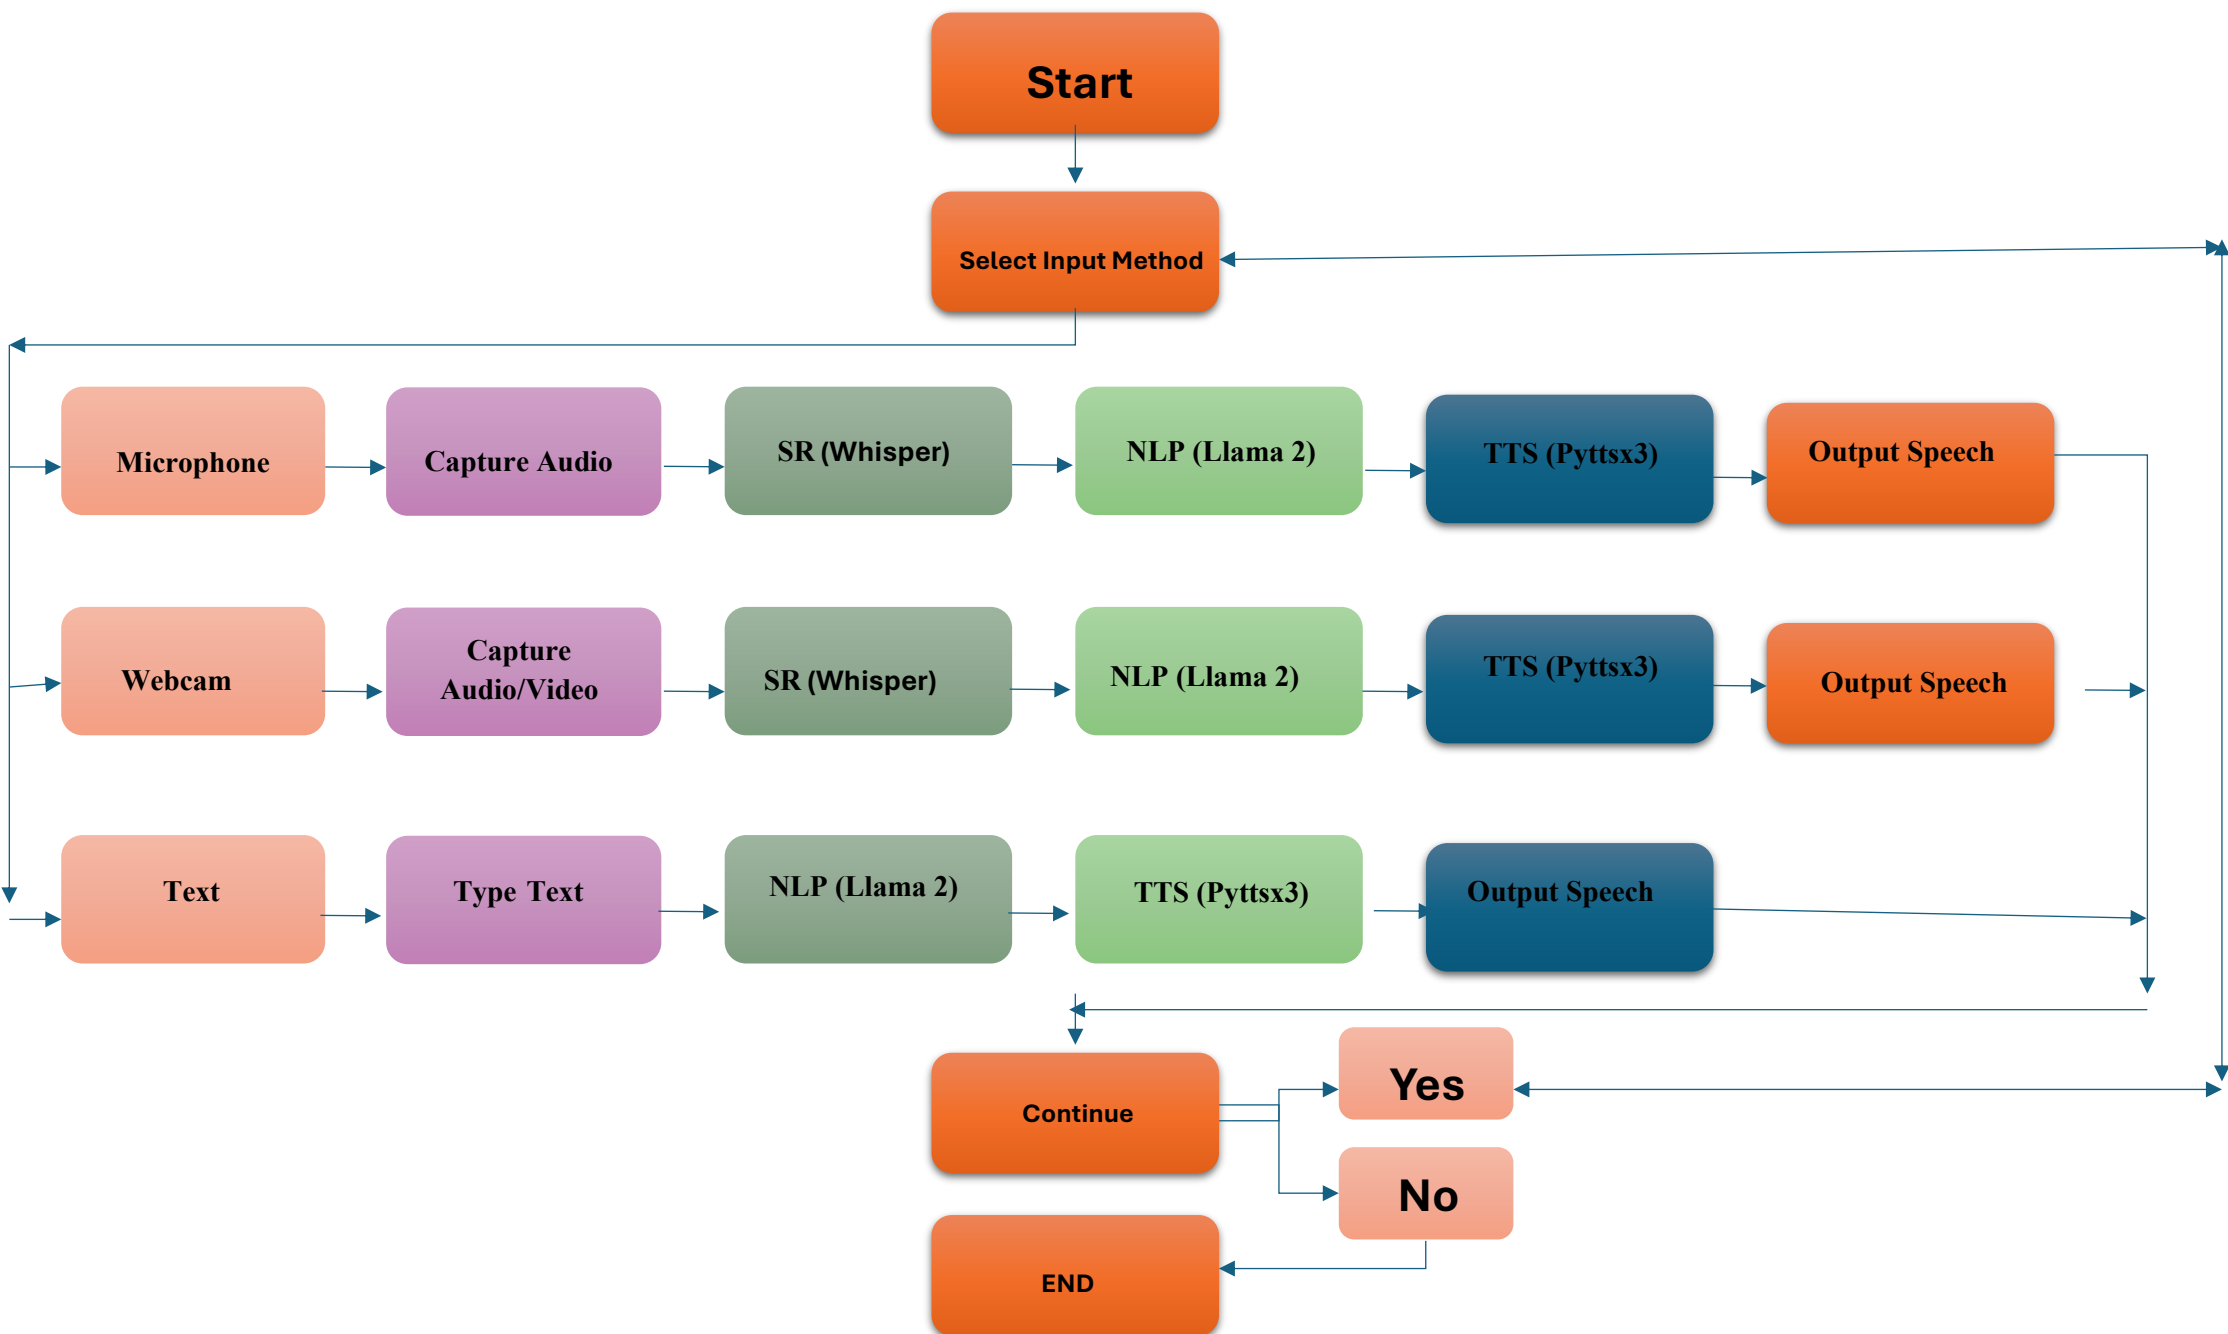 Start
Select Input Method
Microphone
Capture Audio
SR (Whisper)
NLP (Llama 2)
TTS (Pyttsx3)
Output Speech
Webcam
Capture
Audio/Video
SR (Whisper)
NLP (Llama 2)
TTS (Pyttsx3)
Output Speech
Text
Type Text
NLP (Llama 2)
TTS (Pyttsx3)
Output Speech
Continue
Yes
No
END